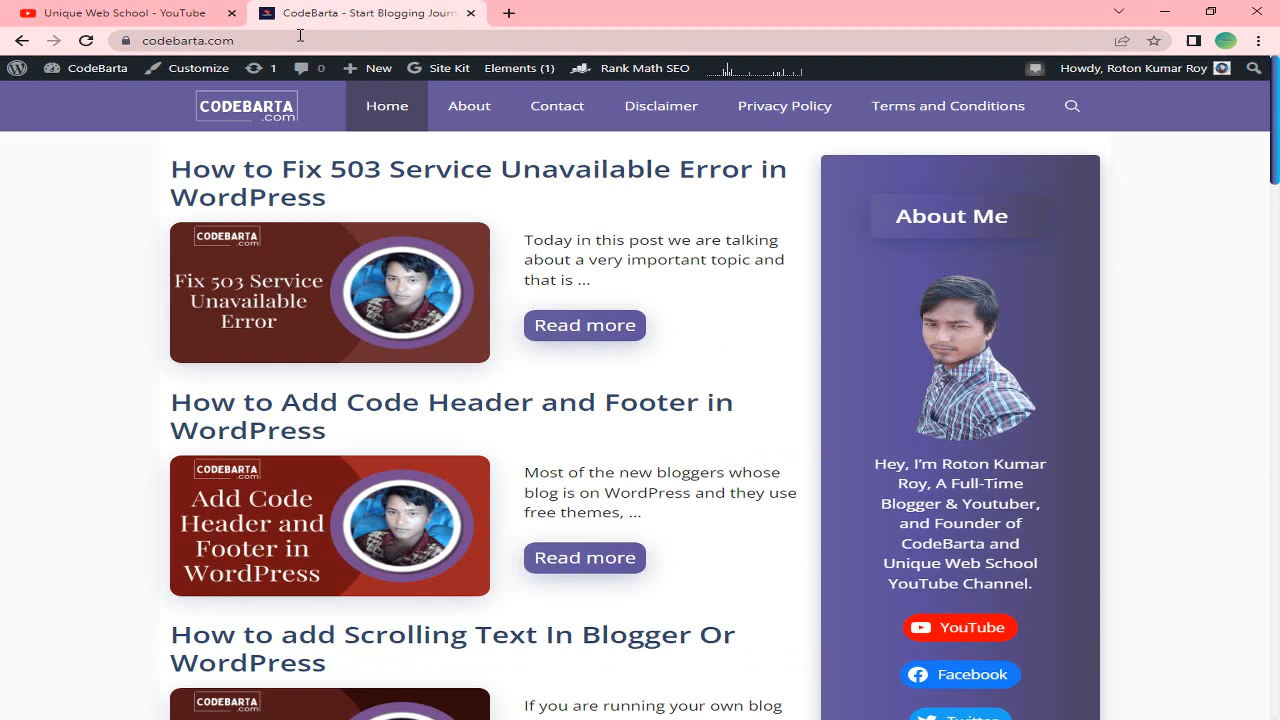 Unique Web School - YouTube
CodeBarta - Start Blogging Journ
codebarta.com
CodeBarta Customize 1 0 New Site Kit Elements (1) Rank Math SEO Howdy, Roton Kumar Roy
CODEBARTA
.com
Home About Contact Disclaimer Privacy Policy Terms and Conditions
How to Fix 503 Service Unavailable Error in
WordPress
CODEBARTA
.com
Fix 503 Service
Unavailable
Error
Today in this post we are talking
about a very important topic and
that is ...
Read more
How to Add Code Header and Footer in
WordPress
CODEBARTA
.com
Add Code
Header and
Footer in
WordPress
Most of the new bloggers whose
blog is on WordPress and they use
free themes, ...
Read more
How to add Scrolling Text In Blogger Or
WordPress
CODEBARTA
.com
If you are running your own blog
About Me
Hey, I’m Roton Kumar
Roy, A Full-Time
Blogger & Youtuber,
and Founder of
CodeBarta and
Unique Web School
YouTube Channel.
YouTube
Facebook
Twitter